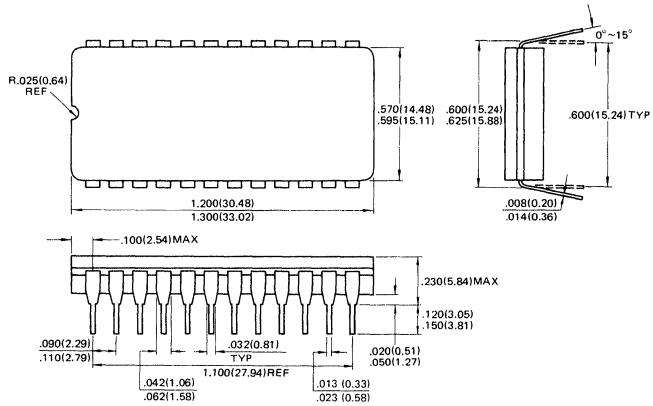 R.025(0.64)
REF
.570(14.48)
.595(15.11)
.600(15.24)
.625(15.88)
0°~15°
.600(15.24) TYP
1.200(30.48)
1.300(33.02)
.008(0.20)
.014(0.36)
.100(2.54)MAX
.230(5.84)MAX
.120(3.05)
.150(3.81)
.090(2.29)
.110(2.79)
.032(0.81)
TYP
.020(0.51)
.050(1.27)
1.100(27.94)REF
.042(1.06)
.062(1.58)
.013 (0.33)
.023 (0.58)